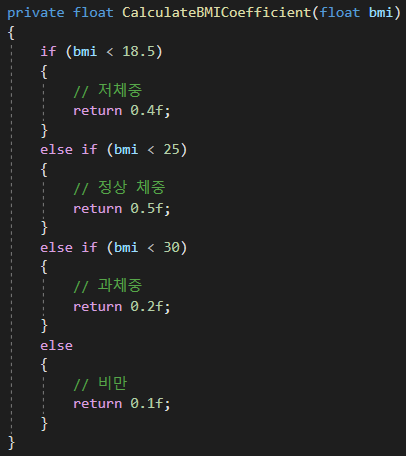 private float CalculateBMICoefficient(float bmi)
{
    if (bmi < 18.5)
    {
        // 저체중
        return 0.4f;
    }
    else if (bmi < 25)
    {
        // 정상 체중
        return 0.5f;
    }
    else if (bmi < 30)
    {
        // 과체중
        return 0.2f;
    }
    else
    {
        // 비만
        return 0.1f;
    }
}